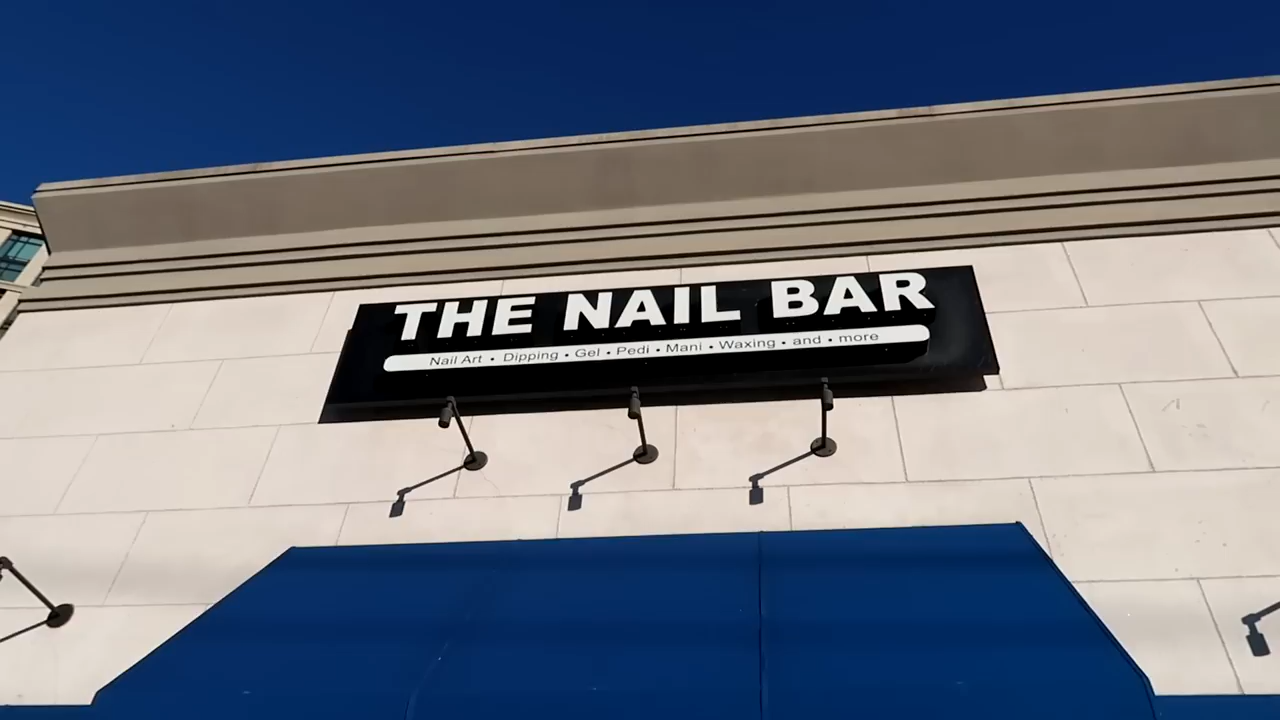 THE NAIL BAR
Nail Art • Dipping • Gel • Pedi • Mani • Waxing • and • more